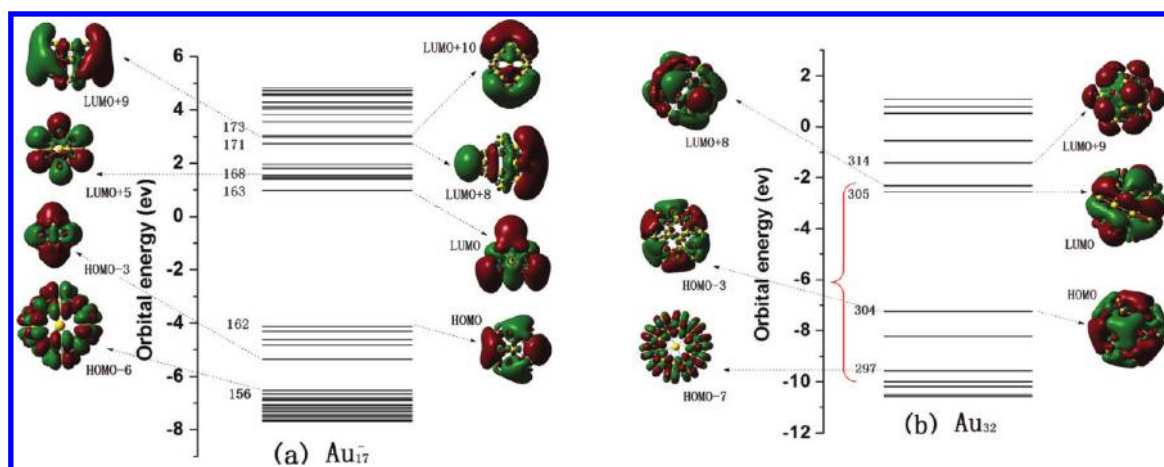 LUMO+9
LUMO+5
HOMO-3
HOMO-6
Orbital energy (ev)
6
4
2
0
-2
-4
-6
-8
173
171
168
163
162
156
LUMO+10
LUMO+8
LUMO
HOMO
(a) Au₁₇⁻
LUMO+8
HOMO-3
HOMO-7
Orbital energy (ev)
2
0
-2
-4
-6
-8
-10
-12
314
305
304
297
LUMO+9
LUMO
HOMO
(b) Au₃₂